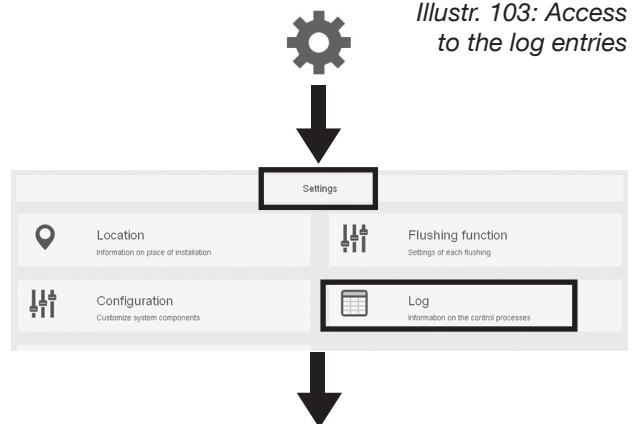 Illustr. 103: Access
to the log entries
Settings
Location
Information on place of installation
Flushing function
Settings of each flushing
Configuration
Customize system components
Log
Information on the control processes